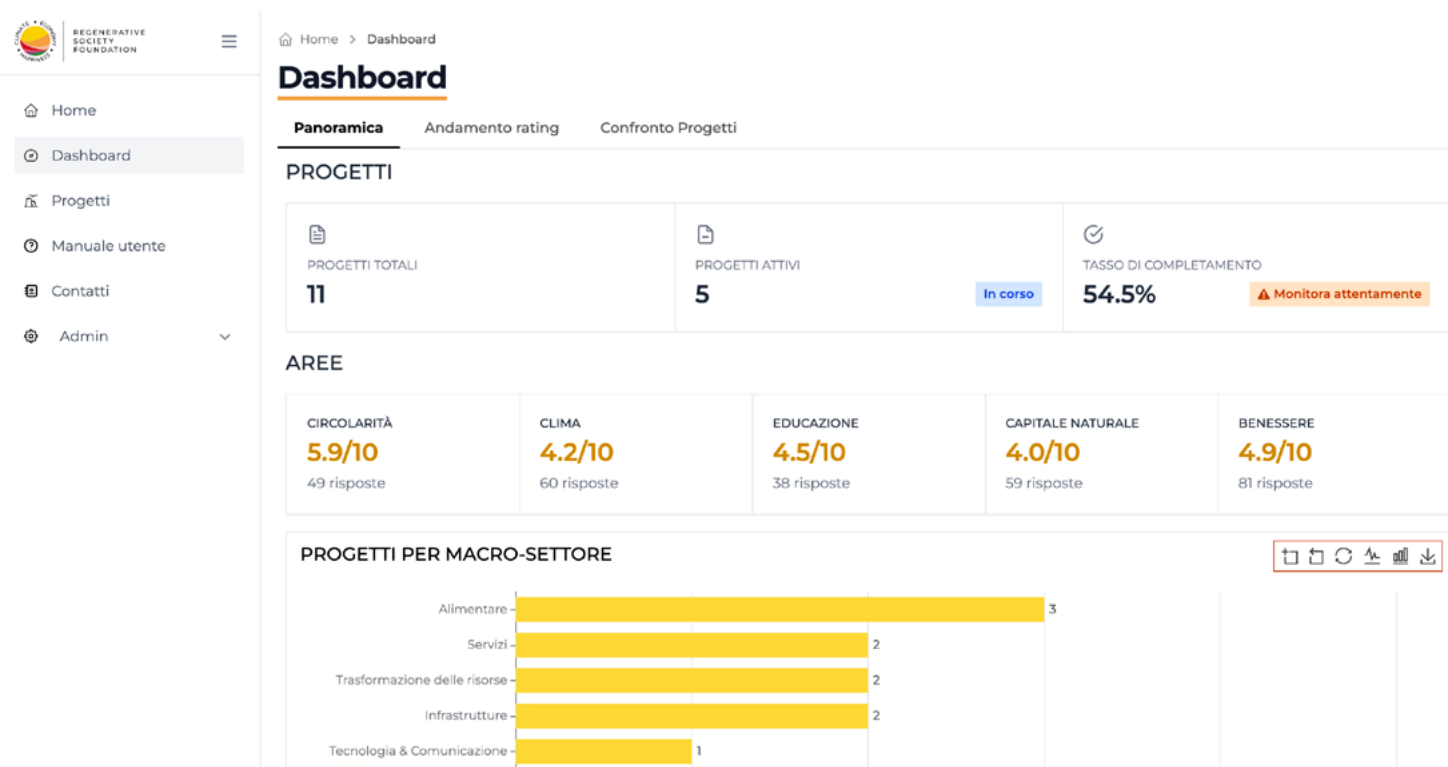 CLIMATE • ECONOMY • HAPPINESS
REGENERATIVE
SOCIETY
FOUNDATION
Home
Dashboard
Progetti
Manuale utente
Contatti
Admin
Home > Dashboard
Dashboard
Panoramica Andamento rating Confronto Progetti
PROGETTI
PROGETTI TOTALI
11
PROGETTI ATTIVI
5 In corso
TASSO DI COMPLETAMENTO
54.5% Monitora attentamente
AREE
CIRCOLARITÀ
5.9/10
49 risposte
CLIMA
4.2/10
60 risposte
EDUCAZIONE
4.5/10
38 risposte
CAPITALE NATURALE
4.0/10
59 risposte
BENESSERE
4.9/10
81 risposte
PROGETTI PER MACRO-SETTORE
Alimentare 3
Servizi 2
Trasformazione delle risorse 2
Infrastrutture 2
Tecnologia & Comunicazione 1